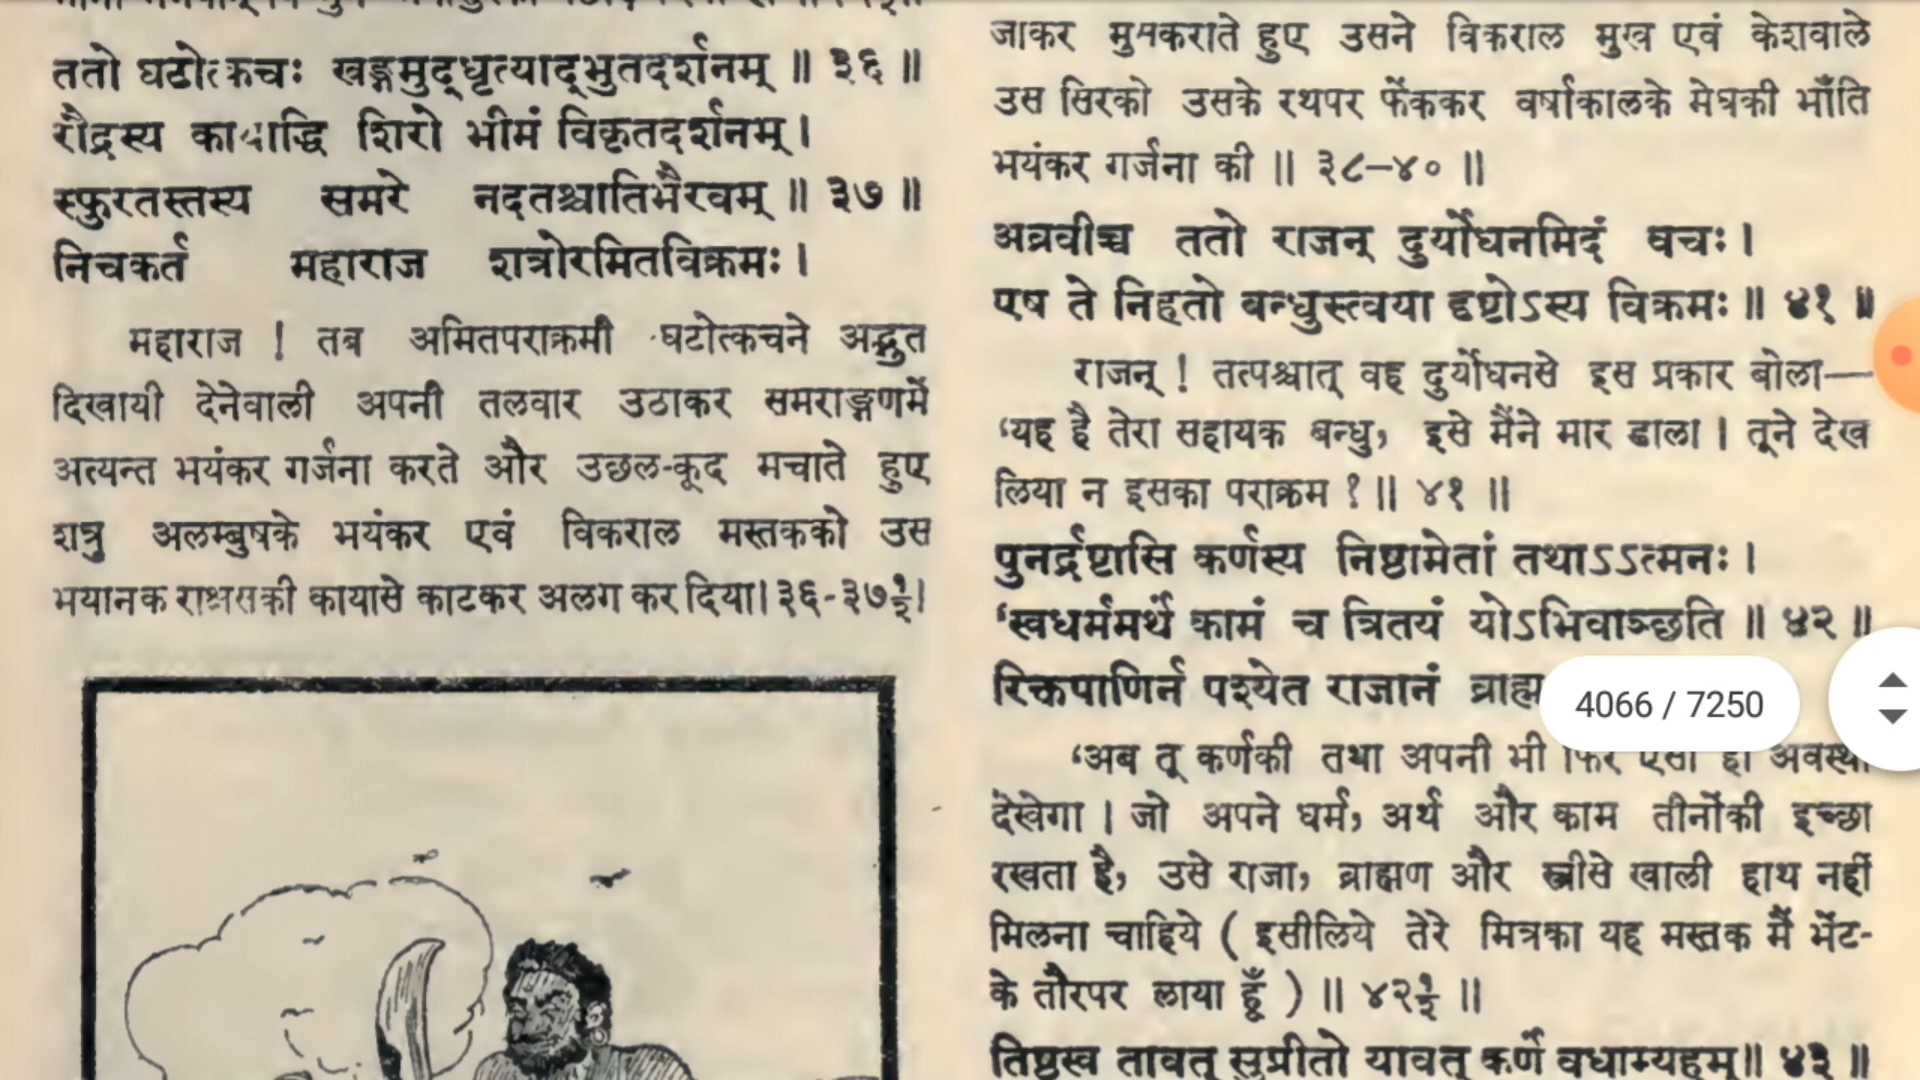 ततो घटोत्कचः खड्गमुद्धृत्याद्भुतदर्शनम् ॥ ३६ ॥
रौद्रस्य कायाद्धि शिरो भीमं विकृतदर्शनम् ।
स्फुरतस्तस्य समरे नदतश्चातिभैरवम् ॥ ३७ ॥
निचकर्त महाराज शत्रोरमितविक्रमः ।
महाराज ! तब अमितपराक्रमी घटोत्कचने अद्भुत
दिखायी देनेवाली अपनी तलवार उठाकर समराङ्गणमें
अत्यन्त भयंकर गर्जना करते और उछल-कूद मचाते हुए
शत्रु अलम्बुषके भयंकर एवं विकराल मस्तकको उस
भयानक राक्षसकी कायासे काटकर अलग कर दिया। ३६-३७½।
जाकर मुसकराते हुए उसने विकराल मुख एवं केशवाले
उस सिरको उसके रथपर फेंककर वर्षाकालके मेघकी भाँति
भयंकर गर्जना की ॥ ३८–४० ॥
अब्रवीच्च ततो राजन् दुर्योधनमिदं वचः ।
एष ते निहतो बन्धुस्त्वया दृष्टोऽस्य विक्रमः ॥ ४१ ॥
राजन् ! तत्पश्चात् वह दुर्योधनसे इस प्रकार बोला—
‘यह है तेरा सहायक बन्धु, इसे मैंने मार डाला । तूने देख
लिया न इसका पराक्रम ? ॥ ४१ ॥
पुनर्द्रष्टासि कर्णस्य निष्ठामेतां तथाऽऽत्मनः ।
‘स्वधर्ममर्थं कामं च त्रितयं योऽभिवाञ्छति ॥ ४२ ॥
रिक्तपाणिर्न पश्येत राजानं ब्राह्म
4066 / 7250
‘अब तू कर्णकी तथा अपनी भी फिर ऐसी ही अवस्था
देखेगा । जो अपने धर्म, अर्थ और काम तीनोंकी इच्छा
रखता है, उसे राजा, ब्राह्मण और स्त्रीसे खाली हाथ नहीं
मिलना चाहिये ( इसीलिये तेरे मित्रका यह मस्तक मैं भेंट-
के तौरपर लाया हूँ ) ॥ ४२½ ॥
तिष्ठस्व तावत् सुप्रीतो यावत् कर्णं वधाम्यहम्॥ ४३ ॥